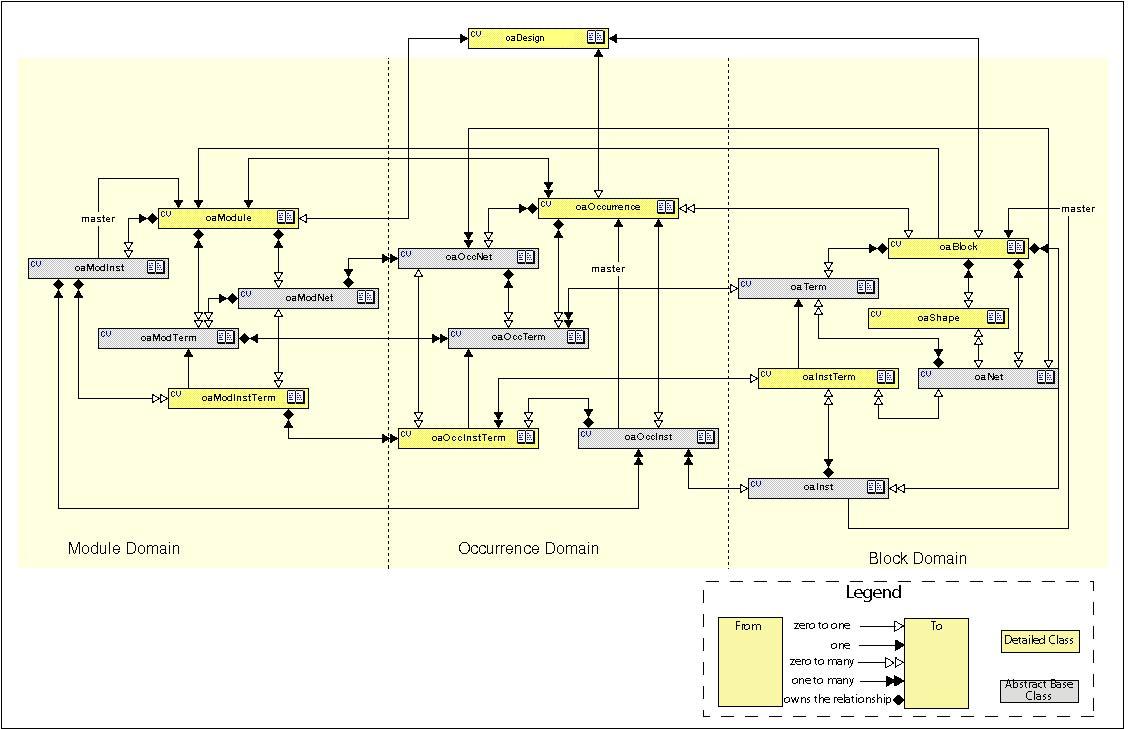 CV oaDesign
CV oaModule
CV oaOccurrence
master
master
CV oaBlock
CV oaModInst
CV oaOccNet
master
CV oaTerm
CV oaModNet
CV oaShape
CV oaModTerm
CV oaOccTerm
CV oaInstTerm
CV oaNet
CV oaModInstTerm
CV oaOccInstTerm
CV oaOccInst
CV oaInst
Module Domain
Occurrence Domain
Block Domain
Legend
From
zero to one
To
one
Detailed Class
zero to many
one to many
Abstract Base
Class
owns the relationship